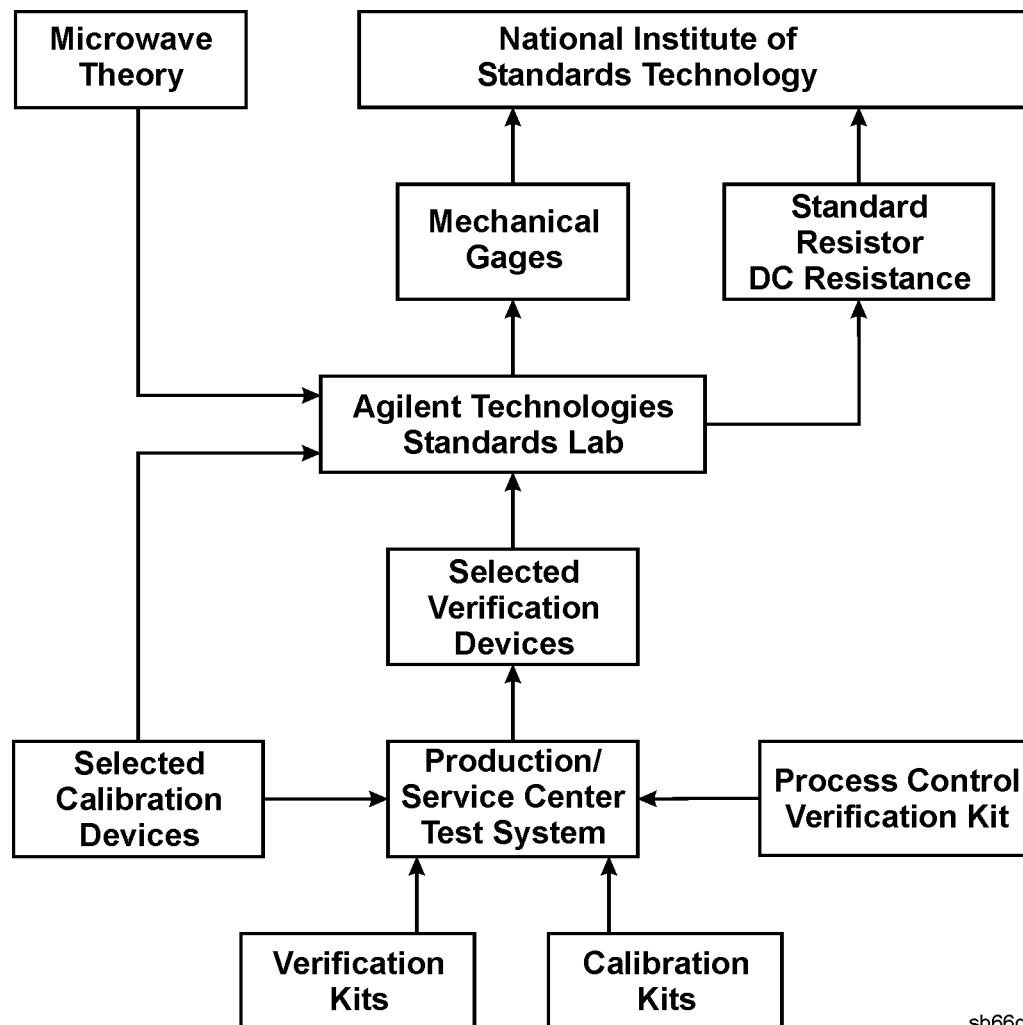 Microwave
Theory
National Institute of
Standards Technology
Mechanical
Gages
Standard
Resistor
DC Resistance
Agilent Technologies
Standards Lab
Selected
Verification
Devices
Selected
Calibration
Devices
Production/
Service Center
Test System
Process Control
Verification Kit
Verification
Kits
Calibration
Kits